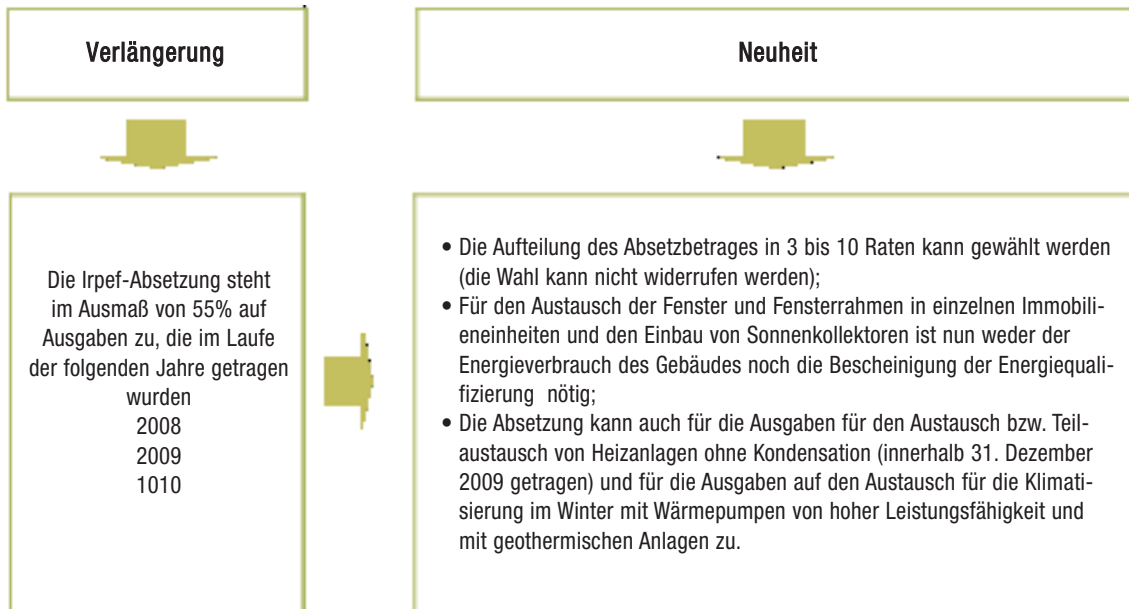 Verlängerung
Neuheit
Die Irpef-Absetzung steht
im Ausmaß von 55% auf
Ausgaben zu, die im Laufe
der folgenden Jahre getragen
wurden
2008
2009
1010
• Die Aufteilung des Absetzbetrages in 3 bis 10 Raten kann gewählt werden
(die Wahl kann nicht widerrufen werden);
• Für den Austausch der Fenster und Fensterrahmen in einzelnen Immobili-
eneinheiten und den Einbau von Sonnenkollektoren ist nun weder der
Energieverbrauch des Gebäudes noch die Bescheinigung der Energiequali-
fizierung nötig;
• Die Absetzung kann auch für die Ausgaben für den Austausch bzw. Teil-
austausch von Heizanlagen ohne Kondensation (innerhalb 31. Dezember
2009 getragen) und für die Ausgaben auf den Austausch für die Klimati-
sierung im Winter mit Wärmepumpen von hoher Leistungsfähigkeit und
mit geothermischen Anlagen zu.